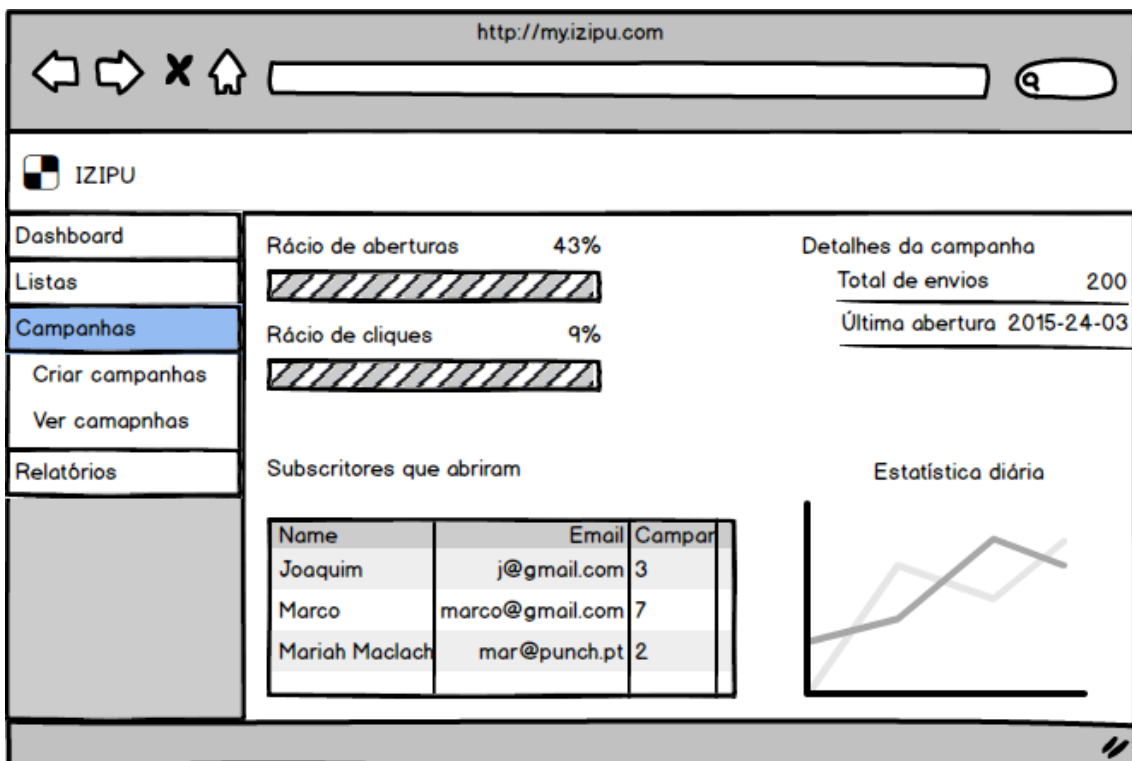 http://my.izipu.com
IZIPU
Dashboard
Listas
Campanhas
Criar campanhas
Ver camapnhas
Relatórios
Rácio de aberturas 43%
Rácio de cliques 9%
Detalhes da campanha
Total de envios 200
Última abertura 2015-24-03
Subscritores que abriram
Name Email Campar
Joaquim j@gmail.com 3
Marco marco@gmail.com 7
Mariah Maclach mar@punch.pt 2
Estatística diária